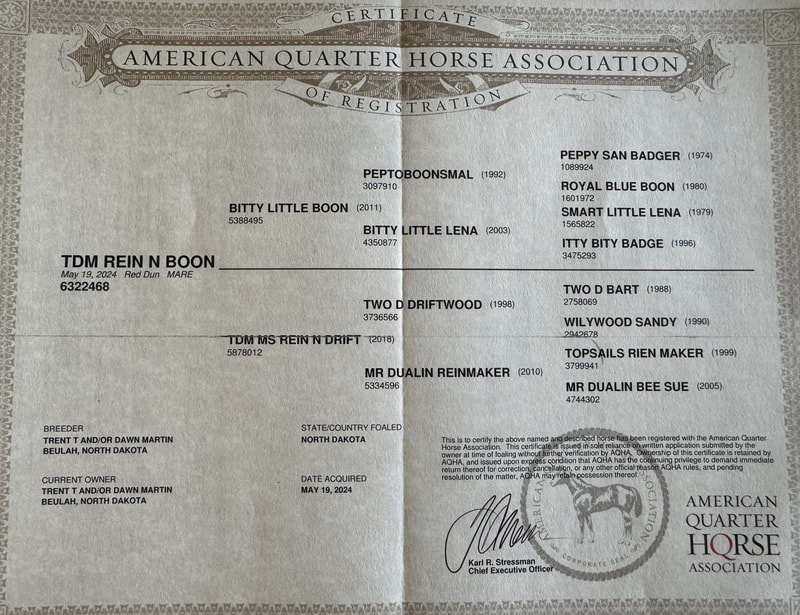 CERTIFICATE
AMERICAN QUARTER HORSE ASSOCIATION
OF REGISTRATION
PEPPY SAN BADGER (1974)
1089924
PEPTOBOONSMAL (1992)
3097910
ROYAL BLUE BOON (1980)
1601972
BITTY LITTLE BOON (2011)
5388495
SMART LITTLE LENA (1979)
1565822
BITTY LITTLE LENA (2003)
4350877
ITTY BITY BADGE (1996)
3475293
TDM REIN N BOON
May 19, 2024 Red Dun MARE
6322468
TWO D BART (1988)
2758069
TWO D DRIFTWOOD (1998)
3736566
WILYWOOD SANDY (1990)
2942678
TDM MS REIN N DRIFT (2018)
5878012
TOPSAILS RIEN MAKER (1999)
3799941
MR DUALIN REINMAKER (2010)
5334596
MR DUALIN BEE SUE (2005)
4744302
BREEDER
TRENT T AND/OR DAWN MARTIN
BEULAH, NORTH DAKOTA
STATE/COUNTRY FOALED
NORTH DAKOTA
CURRENT OWNER
TRENT T AND/OR DAWN MARTIN
BEULAH, NORTH DAKOTA
DATE ACQUIRED
MAY 19, 2024
This is to certify the above named and described horse has been registered with the American Quarter
Horse Association. This certificate is issued in sole reliance on written application submitted by the
owner at time of foaling without further verification by AQHA. Ownership of this certificate is retained by
AQHA, and issued upon express condition that AQHA has the continuing privilege to demand immediate
return thereof for correction, cancellation, or any other official reason AQHA rules, and pending
resolution of the matter, AQHA may retain possession thereof.
Karl R. Stressman
Chief Executive Officer
AMERICAN ASSOCIATION
CORPORATE SEAL
AMERICAN
QUARTER
HORSE
ASSOCIATION